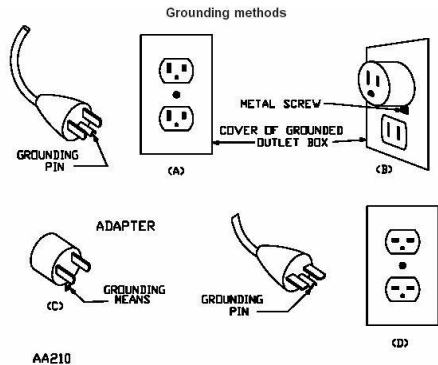 Grounding methods
METAL SCREW
COVER OF GROUNDED
OUTLET BOX
GROUNDING
PIN
(A)
(B)
ADAPTER
GROUNDING
MEANS
(C)
GROUNDING
PIN
(D)
AA210